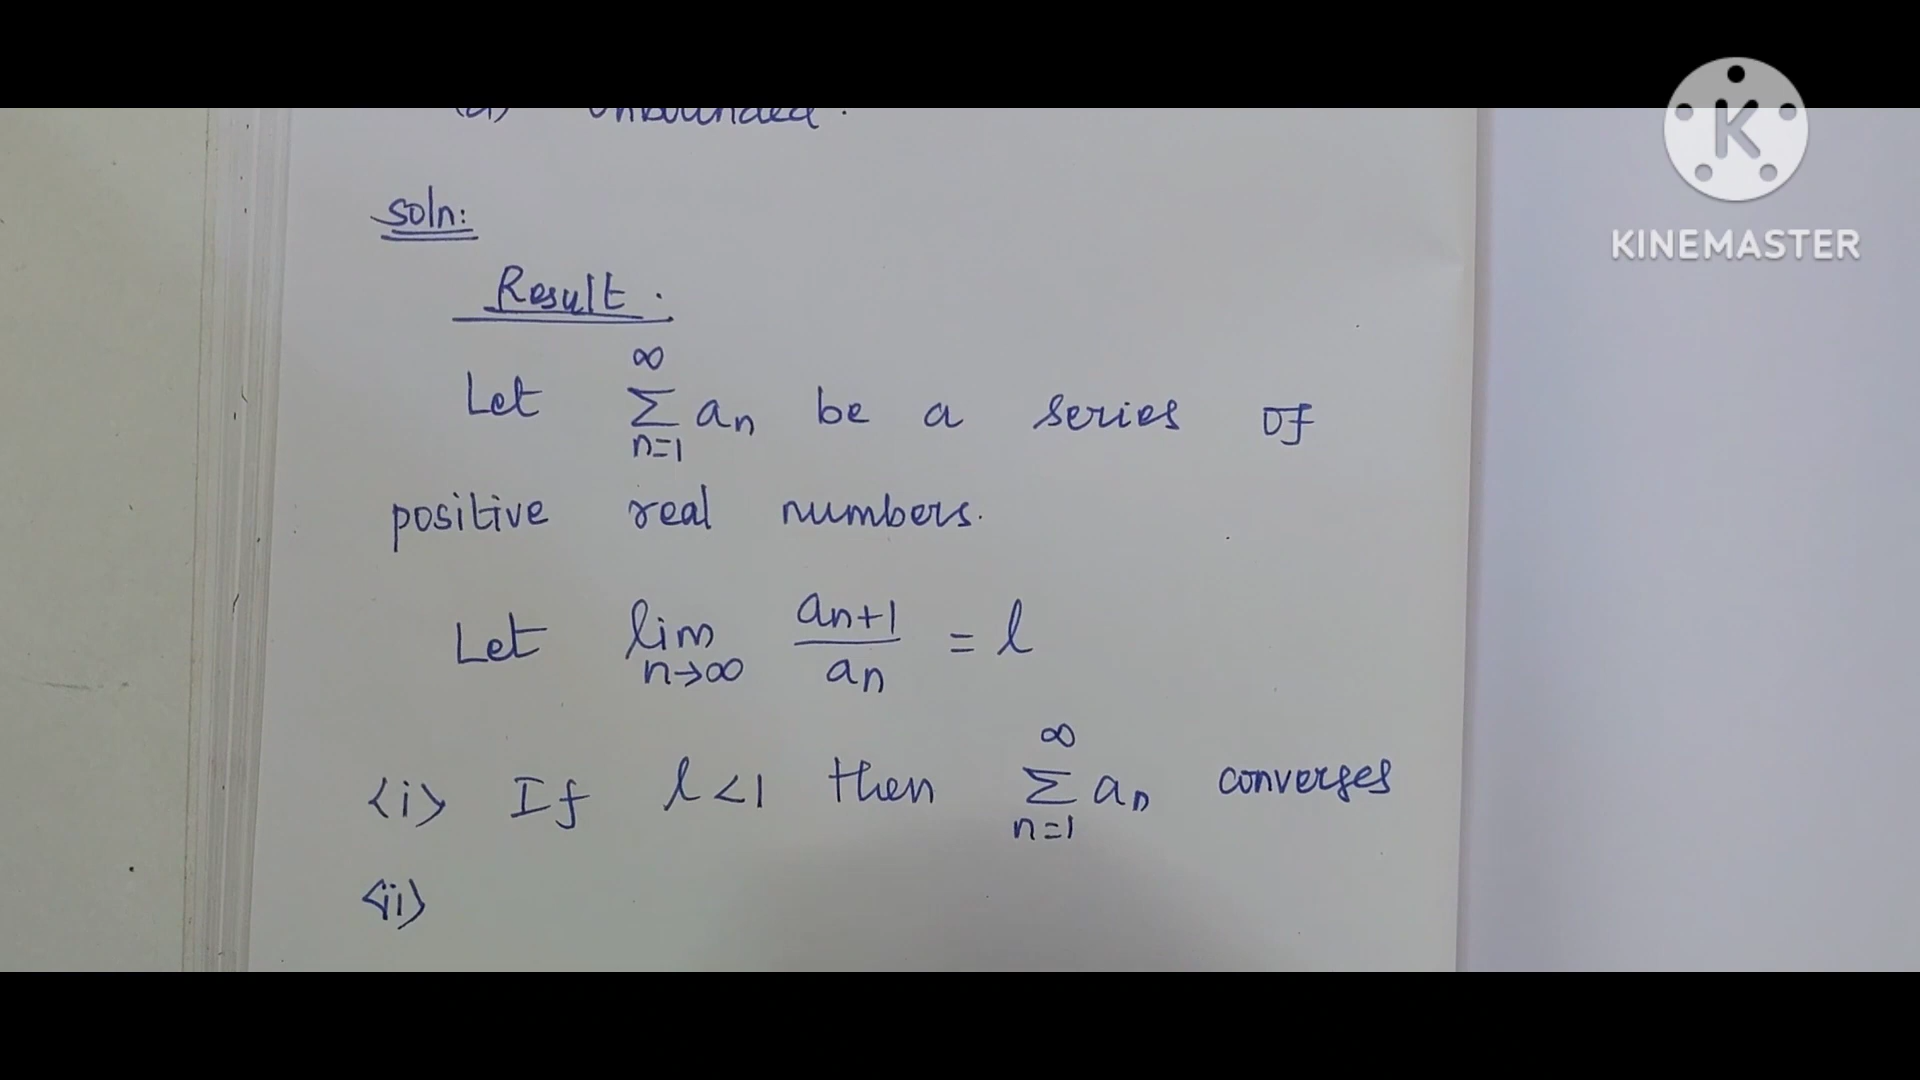 (d) unbounded.
K
KINEMASTER
soln:
Result.
Let ∞ Σ n=1 an be a series of
positive real numbers.
Let lim n→∞ an+1 / an = l
<i> If l<1 then ∞ Σ n=1 an converges
<ii>